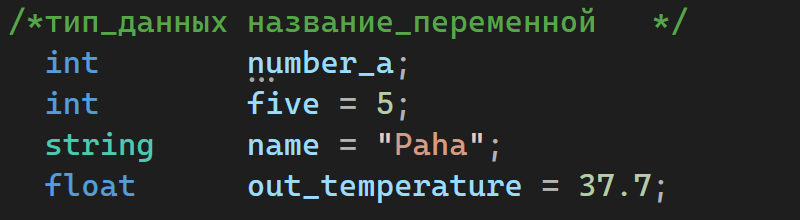 /*тип_данных название_переменной */
int number_a;
int five = 5;
string name = "Paha";
float out_temperature = 37.7;